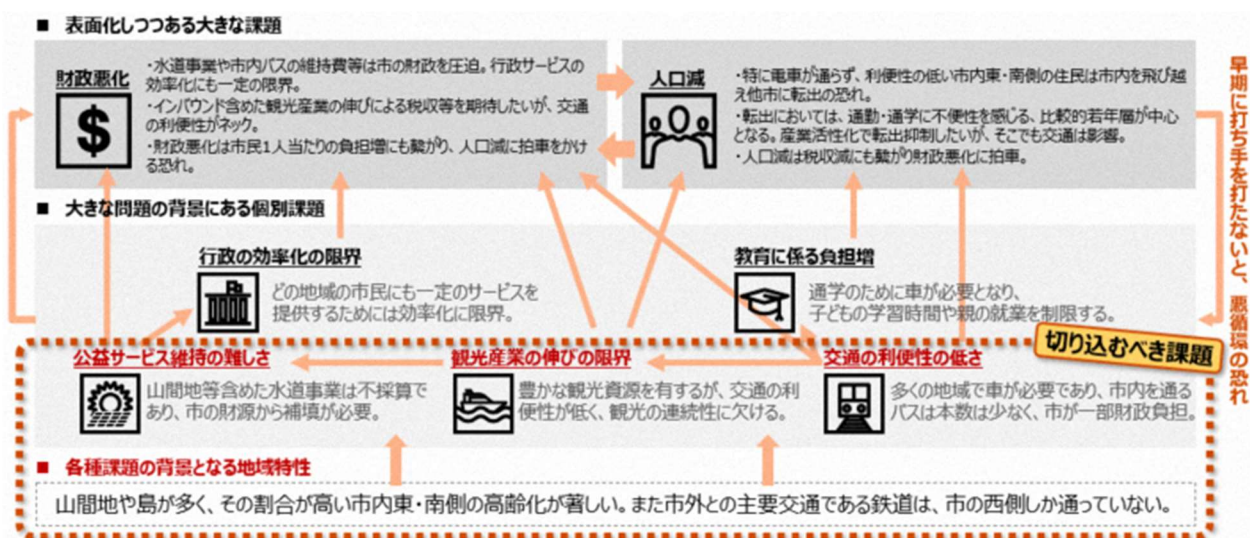 ■ 表面化しつつある大きな課題
財政悪化
・水道事業や市内バスの維持費等は市の財政を圧迫。行政サービスの
効率化にも一定の限界。
・インバウンド含めた観光産業の伸びによる税収等を期待したいが、交通
の利便性がネック。
・財政悪化は市民1人当たりの負担増にも繋がり、人口減に拍車をかけ
る恐れ。
人口減
・特に電車が通らず、利便性の低い市内東・南側の住民は市内を飛び越
え他市に転出の恐れ。
・転出においては、通勤・通学に不便性を感じる、比較的若年層が中心
となる。産業活性化で転出抑制したいが、そこでも交通は影響。
・人口減は税収減にも繋がり財政悪化に拍車。
早期に打ち手を打たないと、悪循環の恐れ
■ 大きな問題の背景にある個別課題
行政の効率化の限界
どの地域の市民にも一定のサービスを
提供するためには効率化に限界。
教育に係る負担増
通学のために車が必要となり、
子どもの学習時間や親の就業を制限する。
切り込むべき課題
公益サービス維持の難しさ
山間地等含めた水道事業は不採算で
あり、市の財源から補填が必要。
観光産業の伸びの限界
豊かな観光資源を有するが、交通の利
便性が低く、観光の連続性に欠ける。
交通の利便性の低さ
多くの地域で車が必要であり、市内を通る
バスは本数は少なく、市が一部財政負担。
■ 各種課題の背景となる地域特性
山間地や島が多く、その割合が高い市内東・南側の高齢化が著しい。また市外との主要交通である鉄道は、市の西側しか通っていない。